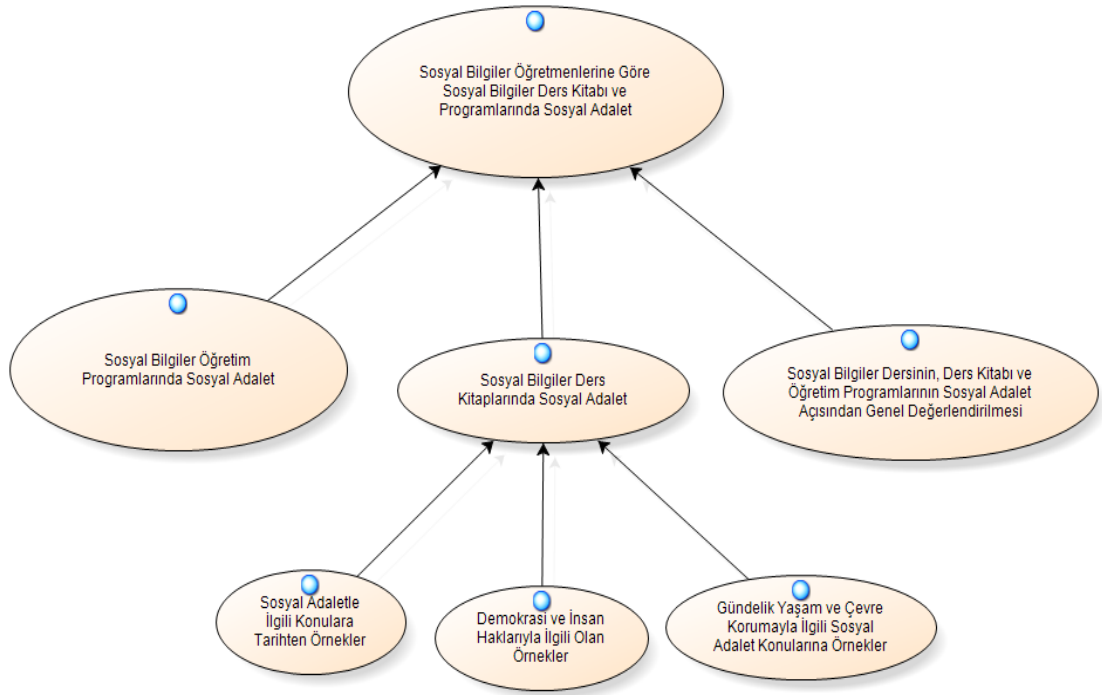 Sosyal Bilgiler Öğretmenlerine Göre
Sosyal Bilgiler Ders Kitabı ve
Programlarında Sosyal Adalet
Sosyal Bilgiler Öğretim
Programlarında Sosyal Adalet
Sosyal Bilgiler Ders
Kitaplarında Sosyal Adalet
Sosyal Bilgiler Dersinin, Ders Kitabı ve
Öğretim Programlarının Sosyal Adalet
Açısından Genel Değerlendirilmesi
Sosyal Adaletle
İlgili Konulara
Tarihten Örnekler
Demokrasi ve İnsan
Haklarıyla İlgili Olan
Örnekler
Gündelik Yaşam ve Çevre
Korumayla İlgili Sosyal
Adalet Konularına Örnekler